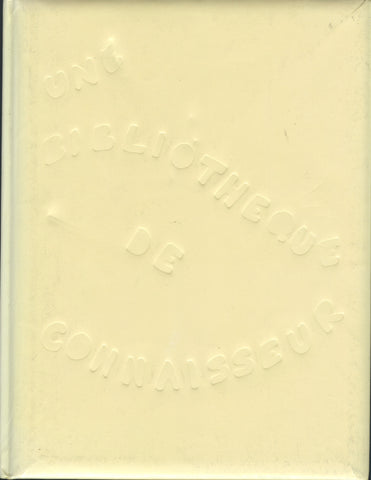 UNE
BIBLIOTHEQUE
DE
CONNAISSEUR